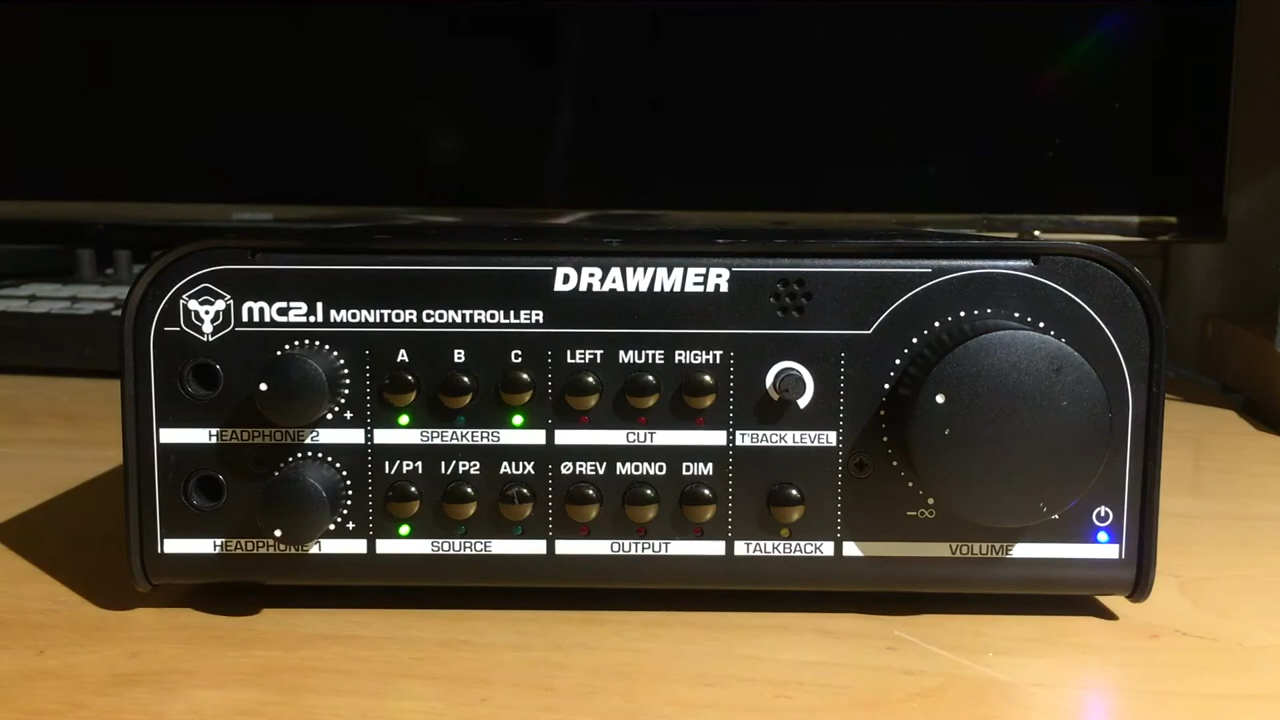 SAMSUNG
DRAWMER
MC2.1 MONITOR CONTROLLER
A B C
LEFT MUTE RIGHT
+
HEADPHONE 2
SPEAKERS
CUT
T'BACK LEVEL
I/P1 I/P2 AUX
ØREV MONO DIM
+
-∞
HEADPHONE 1
SOURCE
OUTPUT
TALKBACK
VOLUME